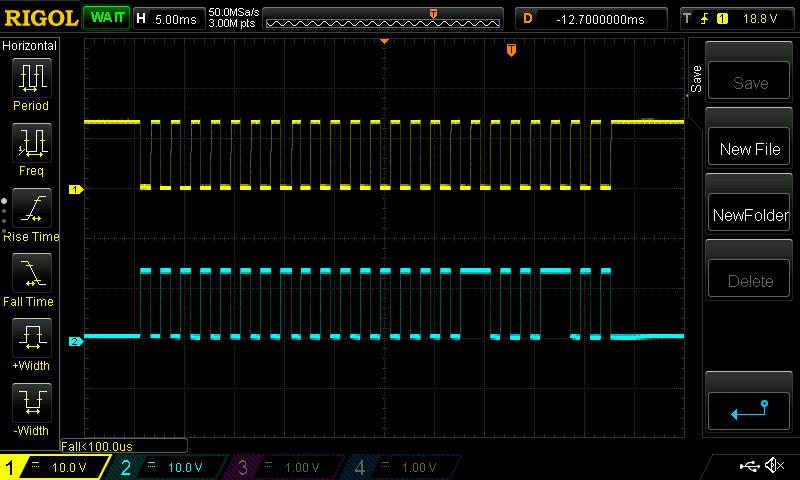 RIGOL WAIT H 5.00ms 50.0MSa/s 3.00M pts T D -12.7000000ms T 1 18.8 V
Horizontal
Period
Freq
Rise Time
Fall Time
+Width
-Width
T
1
2
Save
Save
New File
NewFolder
Delete
Fall<100.0us
1 = 10.0 V 2 = 10.0 V 3 = 1.00 V 4 = 1.00 V